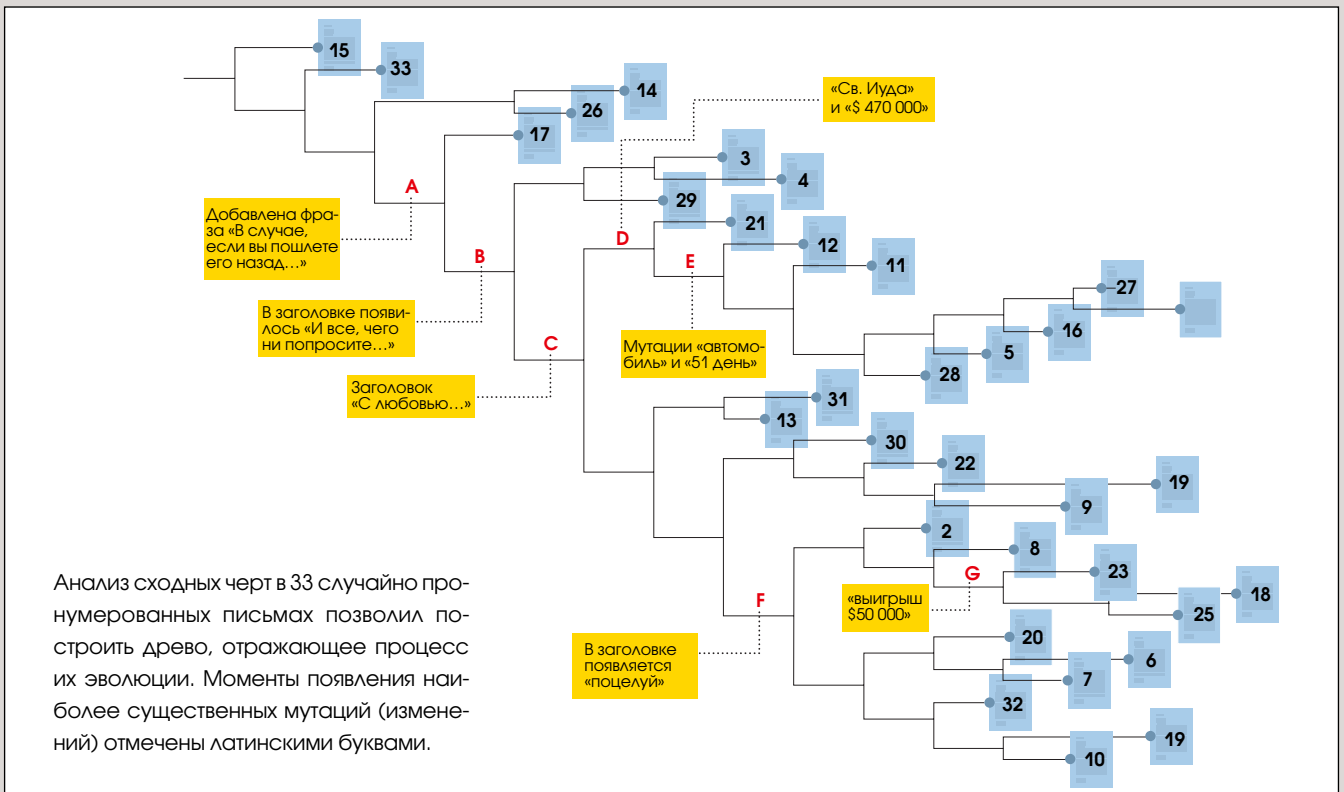 15
33
14
26
17
«Св. Иуда»
и «$ 470 000»
3
4
29
A
Добавлена фра-
за «В случае,
если вы пошлете
его назад...»
21
D
12
B
E
11
27
В заголовке появи-
лось «И все, чего
ни попросите...»
16
C
Мутации «автомо-
биль» и «51 день»
5
28
Заголовок
«С любовью...»
31
13
30
22
19
9
2
8
G
23
18
25
F
«выигрыш
$50 000»
20
6
7
В заголовке
появляется
«поцелуй»
32
19
10
Анализ сходных черт в 33 случайно про-
нумерованных письмах позволил по-
строить древо, отражающее процесс
их эволюции. Моменты появления наи-
более существенных мутаций (измене-
ний) отмечены латинскими буквами.